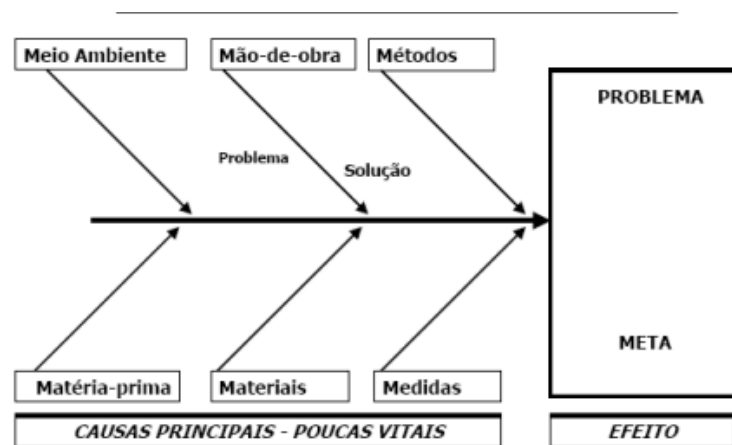 Meio Ambiente
Mão-de-obra
Métodos
PROBLEMA
Problema
Solução
META
Matéria-prima
Materiais
Medidas
CAUSAS PRINCIPAIS - POUCAS VITAIS
EFEITO